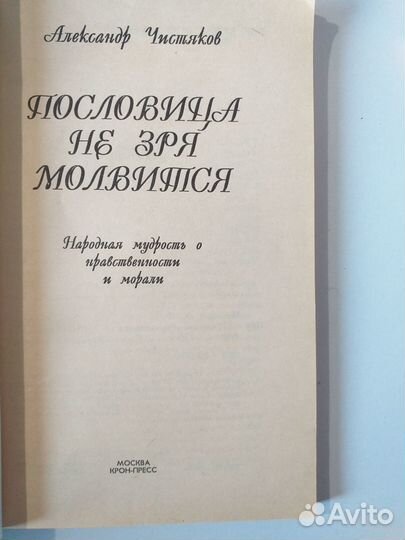 Александр Чистяков
ПОСЛОВИЦА
НЕ ЗРЯ
МОЛВИТСЯ
Народная мудрость о
нравственности
и морали
МОСКВА
КРОН-ПРЕСС
Avito